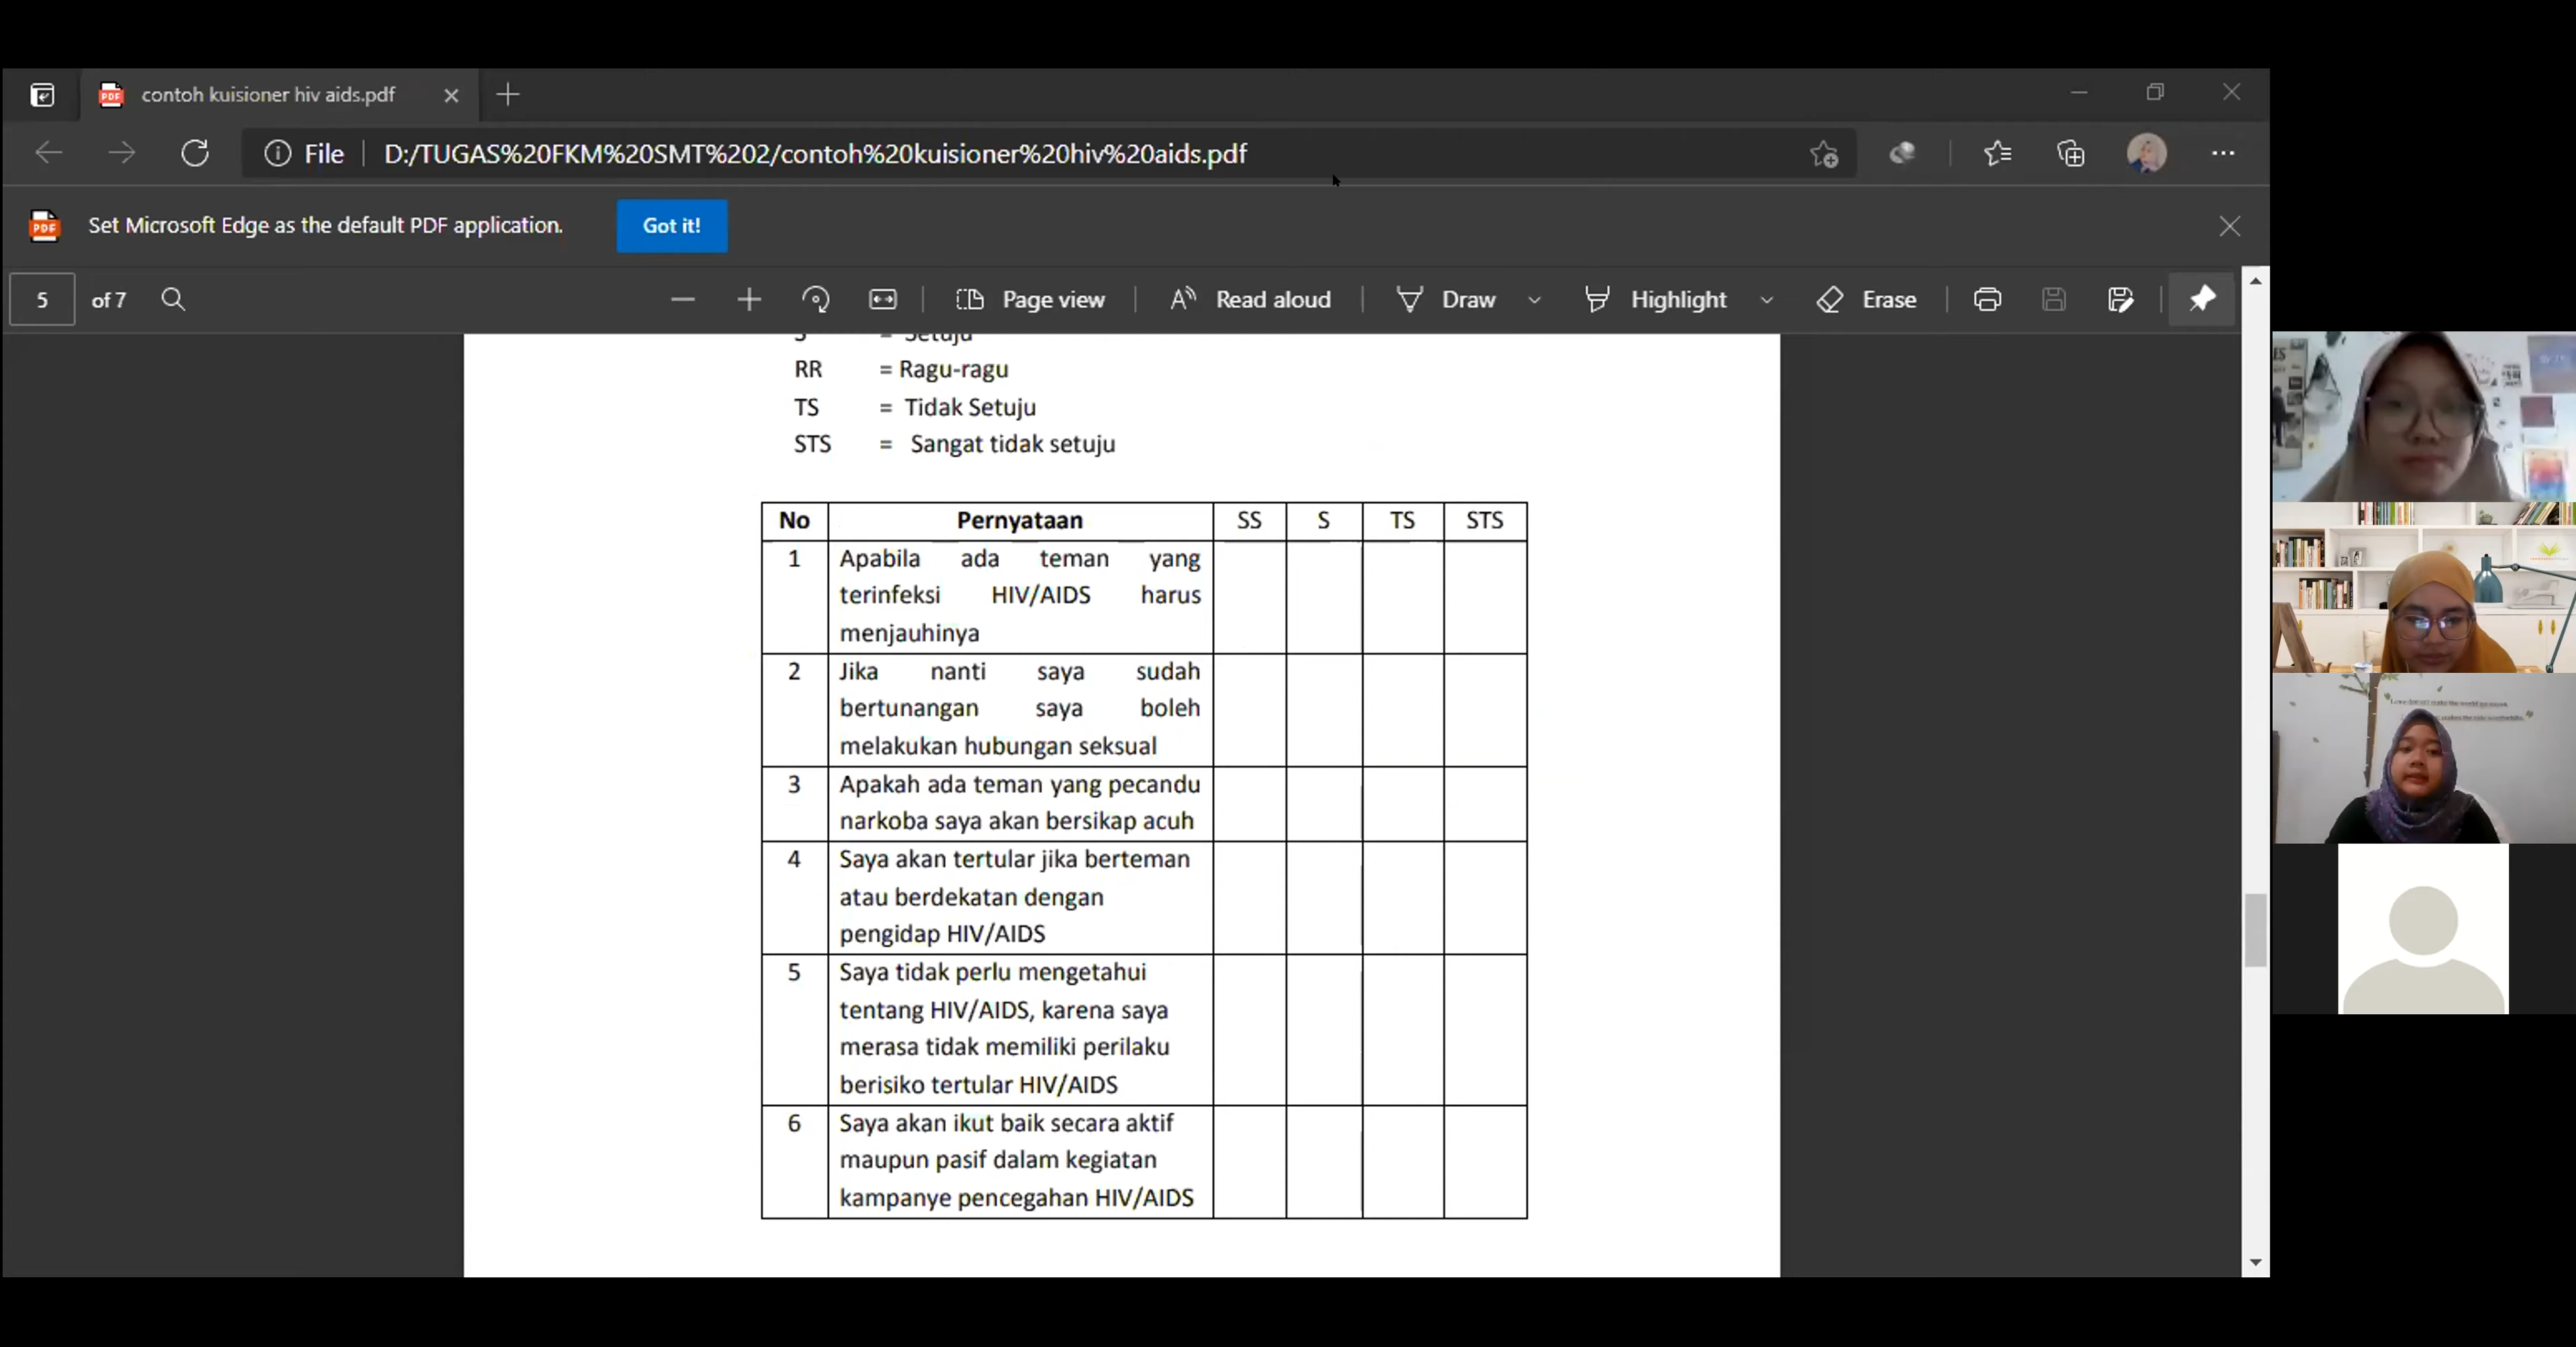 contoh kuisioner hiv aids.pdf
File D:/TUGAS%20FKM%20SMT%202/contoh%20kuisioner%20hiv%20aids.pdf
Set Microsoft Edge as the default PDF application. Got it!
5 of 7 Page view Read aloud Draw Highlight Erase
S = Setuju
RR = Ragu-ragu
TS = Tidak Setuju
STS = Sangat tidak setuju
No Pernyataan SS S TS STS
1 Apabila ada teman yang
terinfeksi HIV/AIDS harus
menjauhinya
2 Jika nanti saya sudah
bertunangan saya boleh
melakukan hubungan seksual
3 Apakah ada teman yang pecandu
narkoba saya akan bersikap acuh
4 Saya akan tertular jika berteman
atau berdekatan dengan
pengidap HIV/AIDS
5 Saya tidak perlu mengetahui
tentang HIV/AIDS, karena saya
merasa tidak memiliki perilaku
berisiko tertular HIV/AIDS
6 Saya akan ikut baik secara aktif
maupun pasif dalam kegiatan
kampanye pencegahan HIV/AIDS